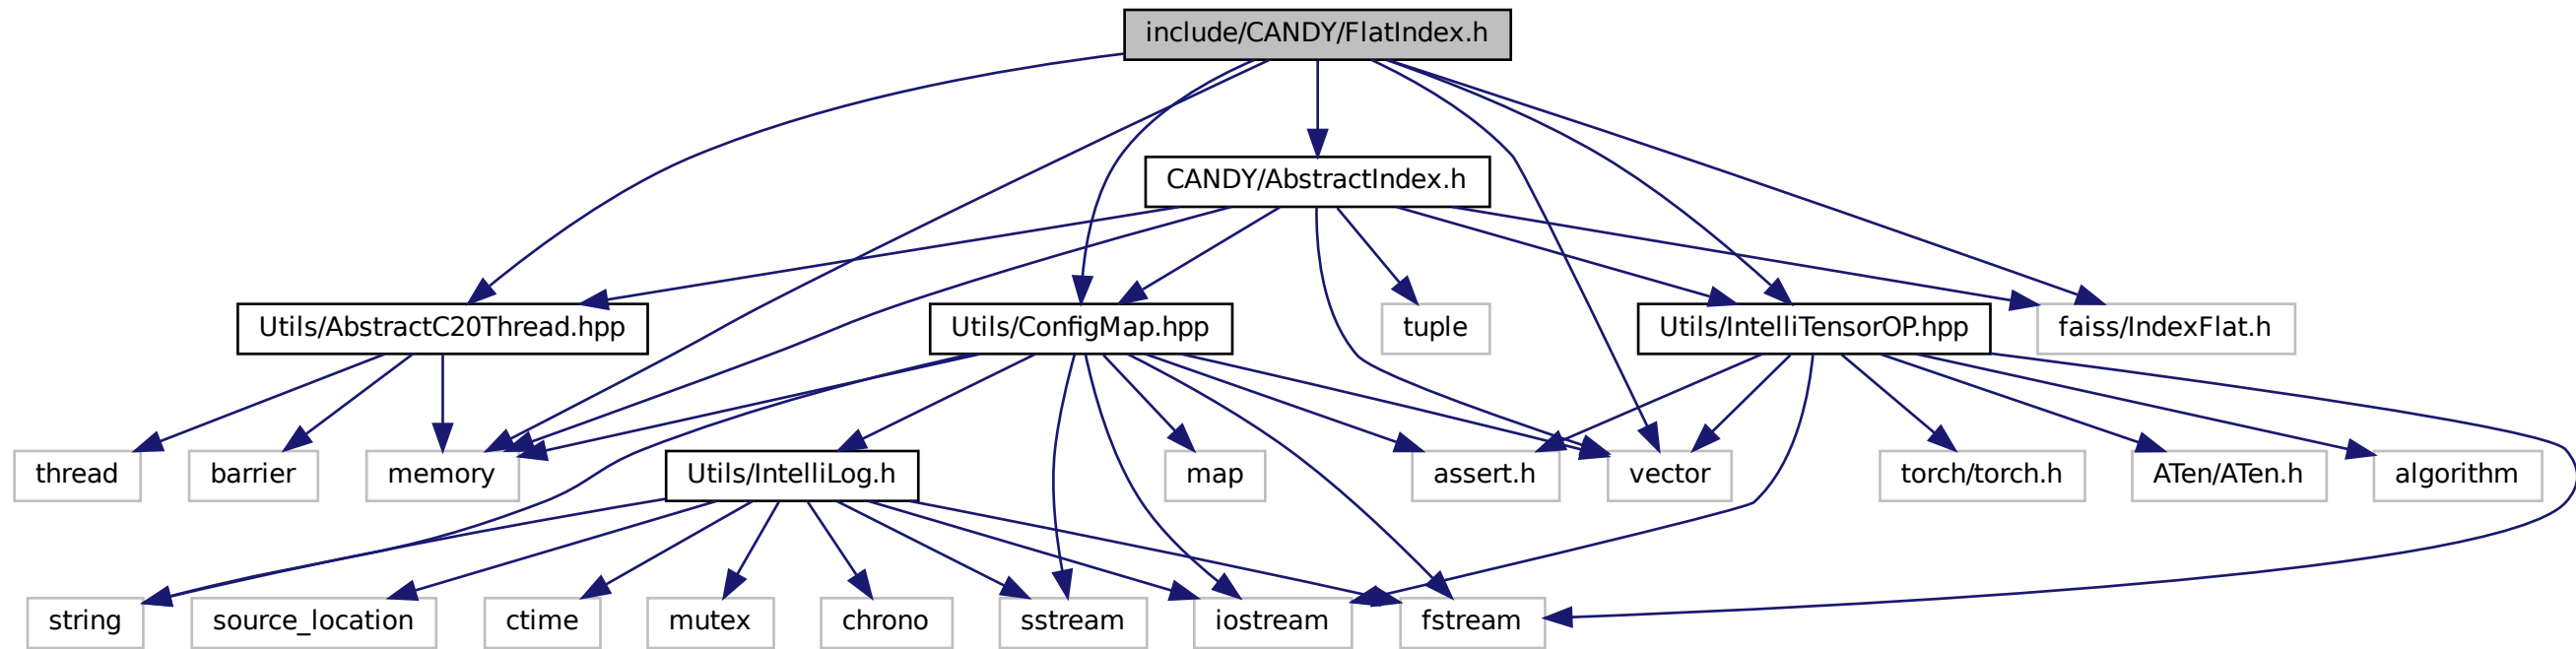 include/CANDY/FlatIndex.h
CANDY/AbstractIndex.h
Utils/AbstractC20Thread.hpp
Utils/ConfigMap.hpp
tuple
Utils/IntelliTensorOP.hpp
faiss/IndexFlat.h
thread
barrier
memory
Utils/IntelliLog.h
map
assert.h
vector
torch/torch.h
ATen/ATen.h
algorithm
string
source_location
ctime
mutex
chrono
sstream
iostream
fstream